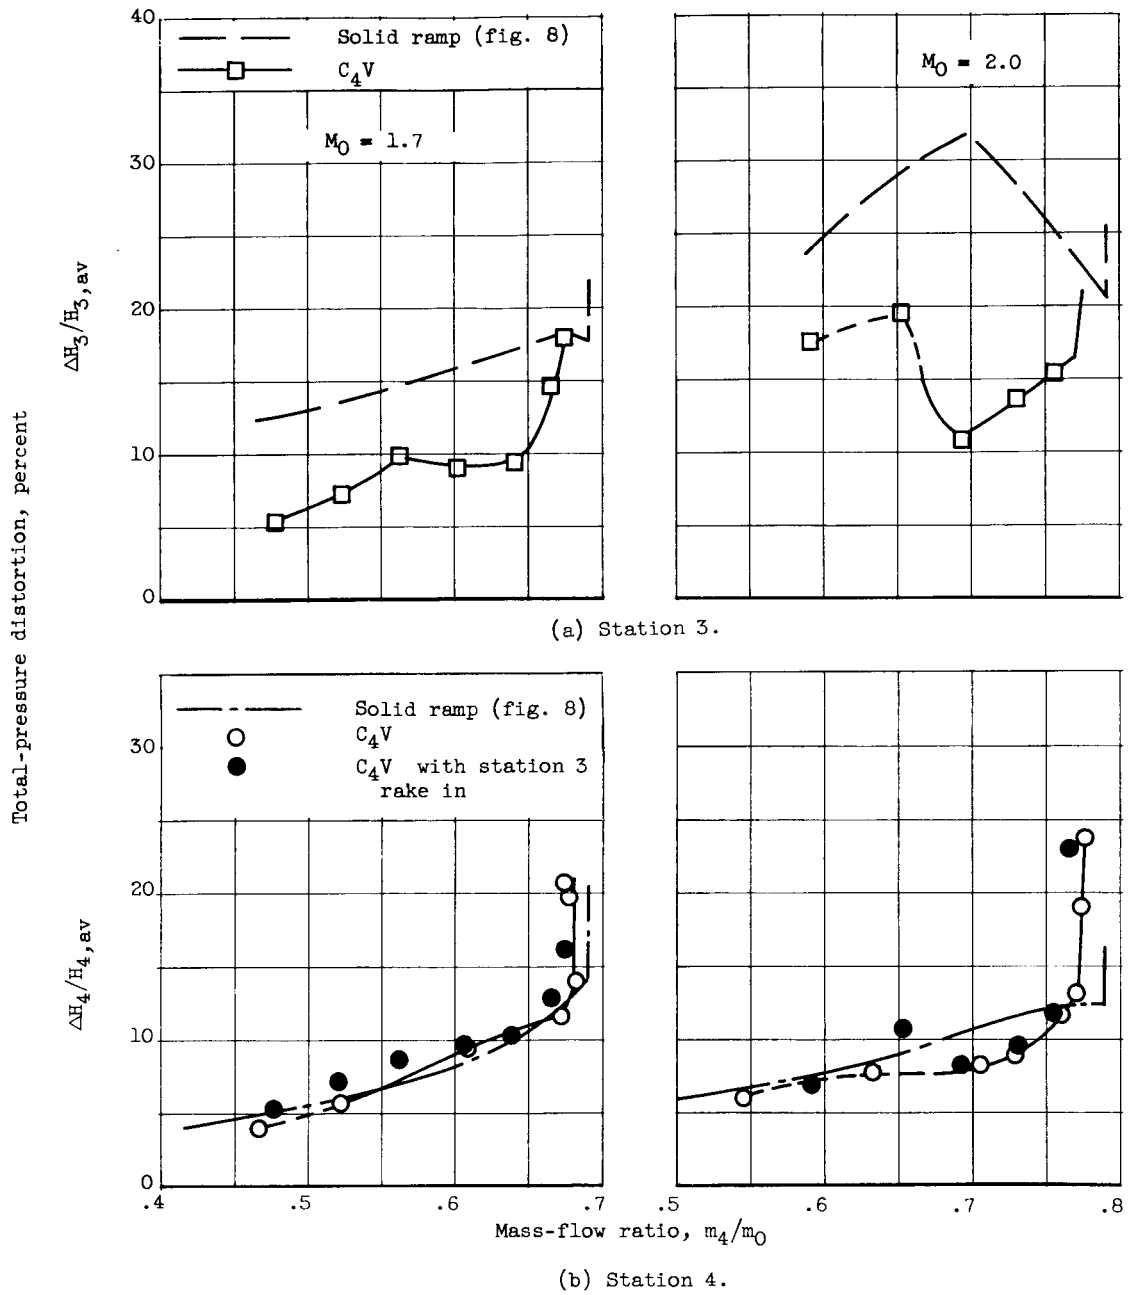 40
Solid ramp (fig. 8)
C₄V
M₀ = 1.7
M₀ = 2.0
30
20
10
0
ΔH₃/H₃,av
(a) Station 3.
Total-pressure distortion, percent
Solid ramp (fig. 8)
C₄V
C₄V with station 3
rake in
30
20
10
0
ΔH₄/H₄,av
.4 .5 .6 .7 .5 .6 .7 .8
Mass-flow ratio, m₄/m₀
(b) Station 4.